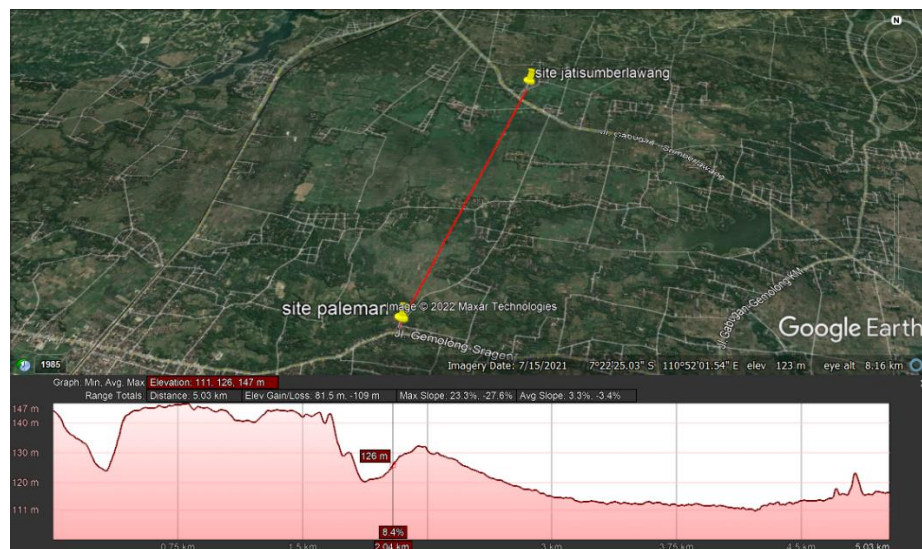 N
site jatisumberlawang
Jl. Gabugan - Sumberlawang
site palemar
Image © 2022 Maxar Technologies
Jl. Gemolong-Sragen
Jl Gabugan-Gemolong KM.
Google Earth
1985
Imagery Date: 7/15/2021 7°22'25.03" S 110°52'01.54" E elev 123 m eye alt 8.16 km
Graph: Min, Avg, Max Elevation: 111, 126, 147 m
Range Totals: Distance: 5.03 km Elev Gain/Loss: 81.5 m, -109 m Max Slope: 23.3%, -27.6% Avg Slope: 3.3%, -3.4%
147 m
140 m
130 m
126 m
120 m
111 m
8.4%
0.75 km 1.5 km 2.04 km 3 km 3.75 km 4.5 km 5.03 km